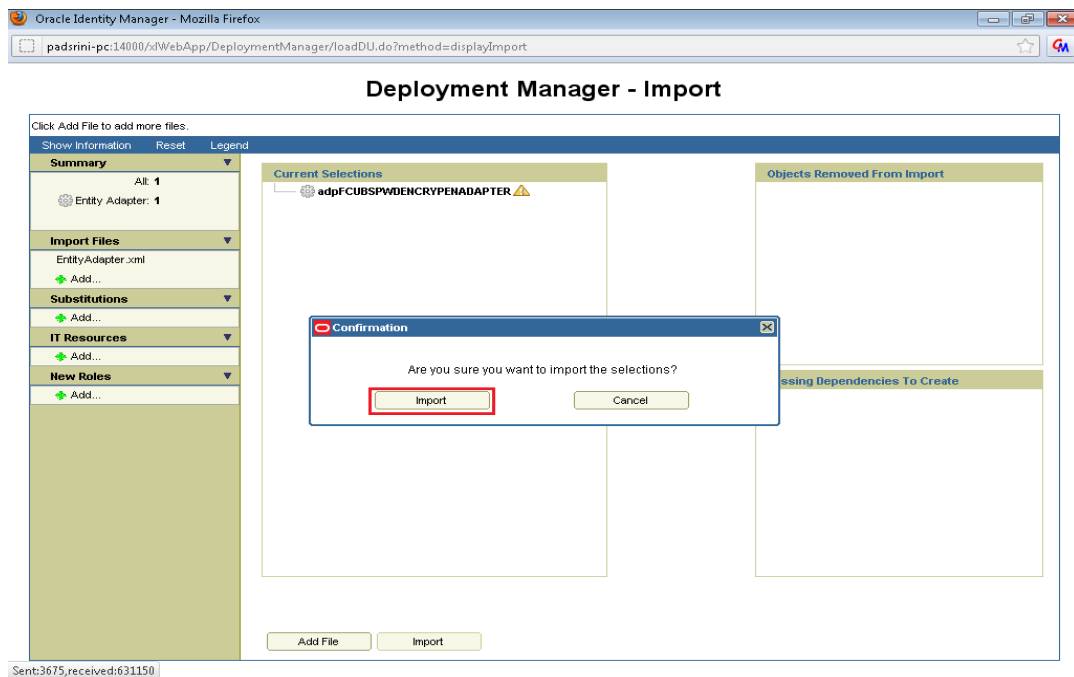 Oracle Identity Manager - Mozilla Firefox
padsrini-pc:14000/xlWebApp/DeploymentManager/loadDU.do?method=displayImport
Deployment Manager - Import
Click Add File to add more files.
Show Information Reset Legend
Summary
All: 1
Entity Adapter: 1
Import Files
EntityAdapter.xml
Add...
Substitutions
Add...
IT Resources
Add...
New Roles
Add...
Current Selections
adpFCUBSPWDENCRYPENADAPTER
Objects Removed From Import
Confirmation
Are you sure you want to import the selections?
Import Cancel
ssing Dependencies To Create
Add File Import
Sent:3675,received:631150